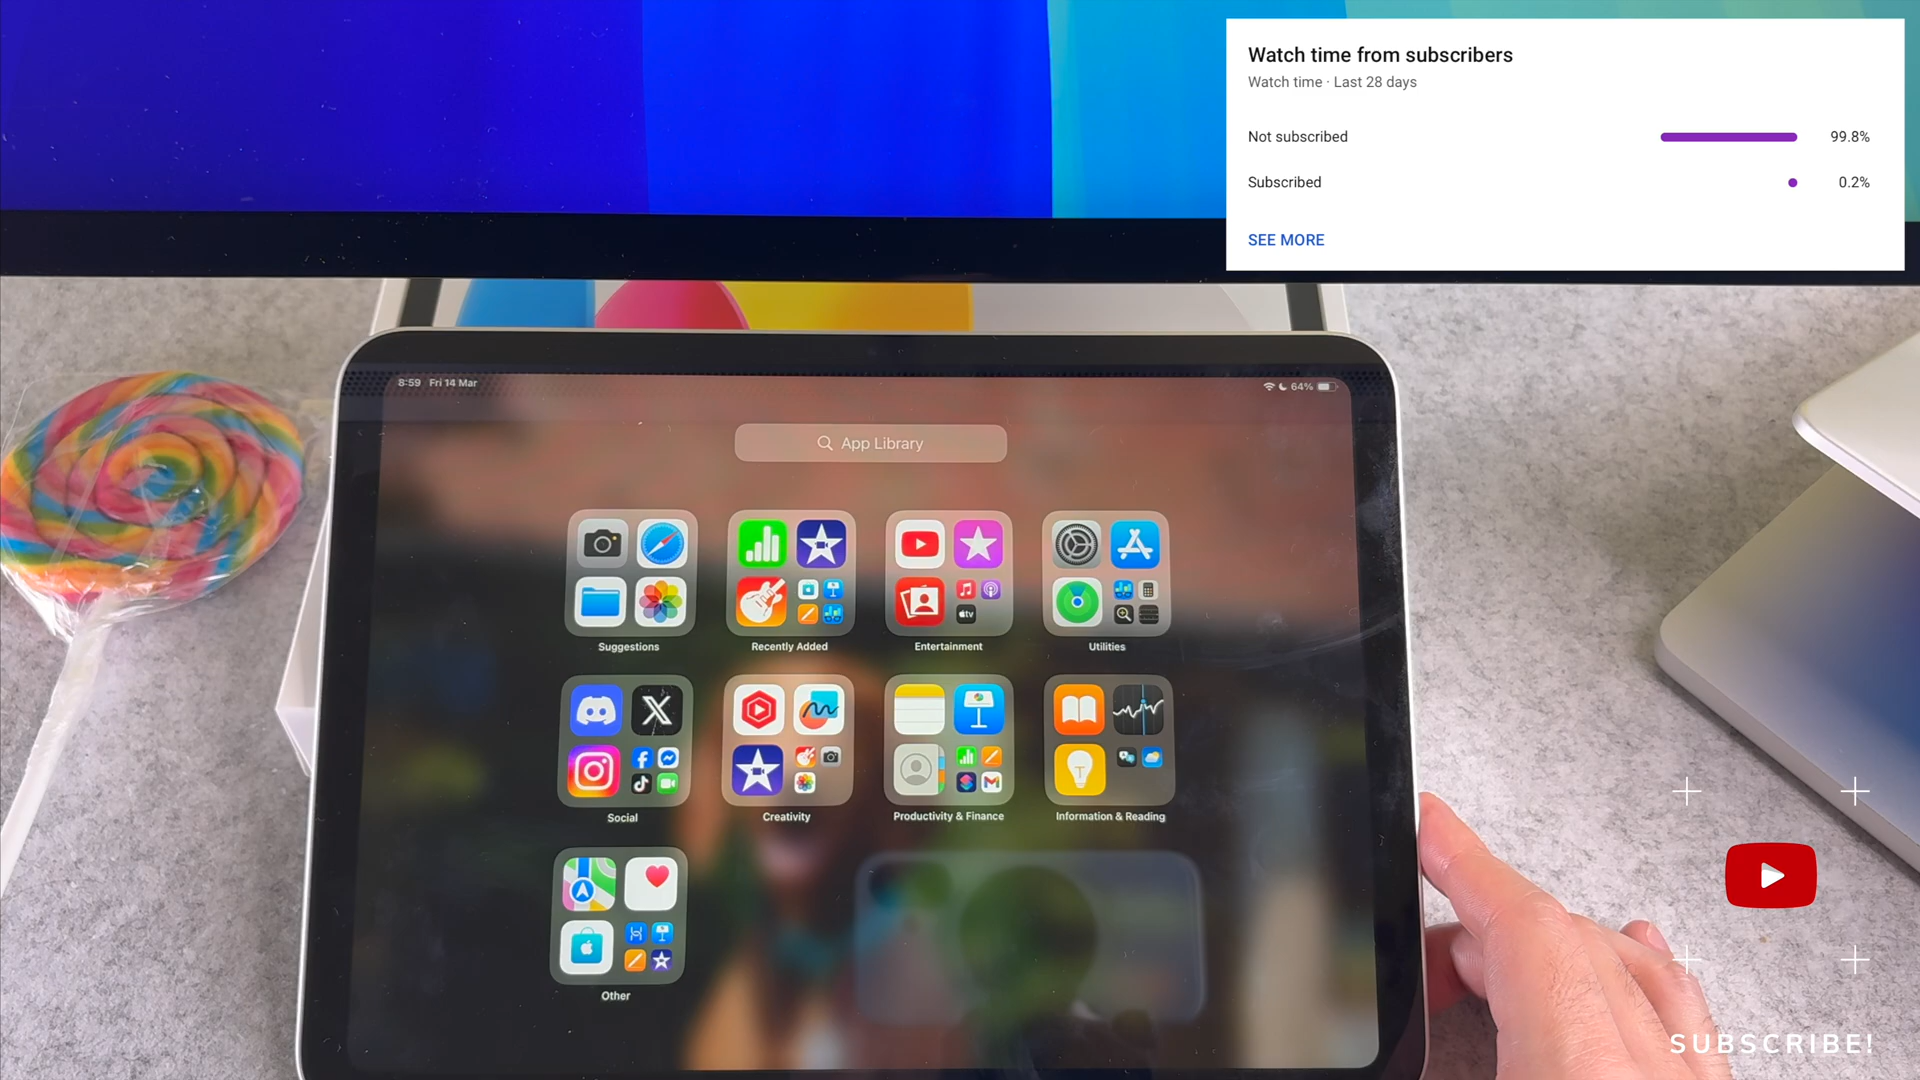 Watch time from subscribers
Watch time · Last 28 days
Not subscribed 99.8%
Subscribed 0.2%
SEE MORE
8:59 Fri 14 Mar
64%
App Library
Suggestions
Recently Added
Entertainment
Utilities
Social
Creativity
Productivity & Finance
Information & Reading
Other
SUBSCRIBE!